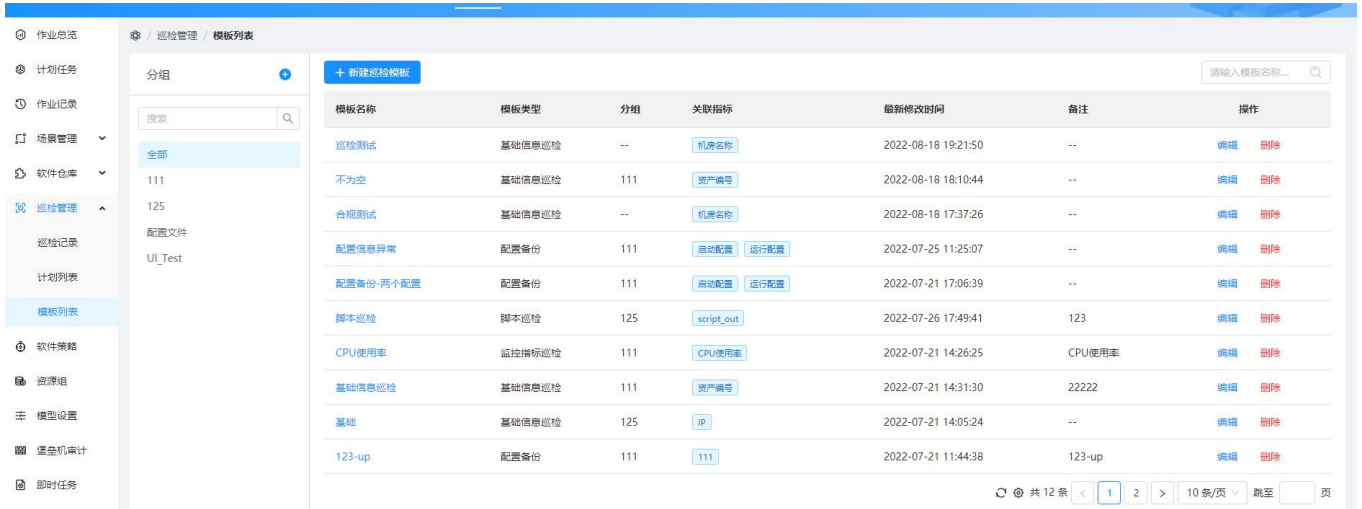 作业总览
计划任务
作业记录
场景管理
软件仓库
巡检管理
巡检记录
计划列表
模板列表
软件策略
资源组
模型设置
堡垒机审计
即时任务
/ 巡检管理 / 模板列表
分组
搜索
全部
111
125
配置文件
UI_Test
+ 新建巡检模板
请输入模板名称...
模板名称 模板类型 分组 关联指标 最新修改时间 备注 操作
巡检测试 基础信息巡检 -- 机房名称 2022-08-18 19:21:50 -- 编辑 删除
不为空 基础信息巡检 111 资产编号 2022-08-18 18:10:44 -- 编辑 删除
合规测试 基础信息巡检 -- 机房名称 2022-08-18 17:37:26 -- 编辑 删除
配置信息异常 配置备份 111 启动配置 运行配置 2022-07-25 11:25:07 -- 编辑 删除
配置备份-两个配置 配置备份 111 启动配置 运行配置 2022-07-21 17:06:39 -- 编辑 删除
脚本巡检 脚本巡检 125 script_out 2022-07-26 17:49:41 123 编辑 删除
CPU使用率 监控指标巡检 111 CPU使用率 2022-07-21 14:26:25 CPU使用率 编辑 删除
基础信息巡检 基础信息巡检 111 资产编号 2022-07-21 14:31:30 22222 编辑 删除
基础 基础信息巡检 125 IP 2022-07-21 14:05:24 -- 编辑 删除
123-up 配置备份 111 111 2022-07-21 11:44:38 123-up 编辑 删除
共 12 条 < 1 2 > 10 条/页 跳至 页